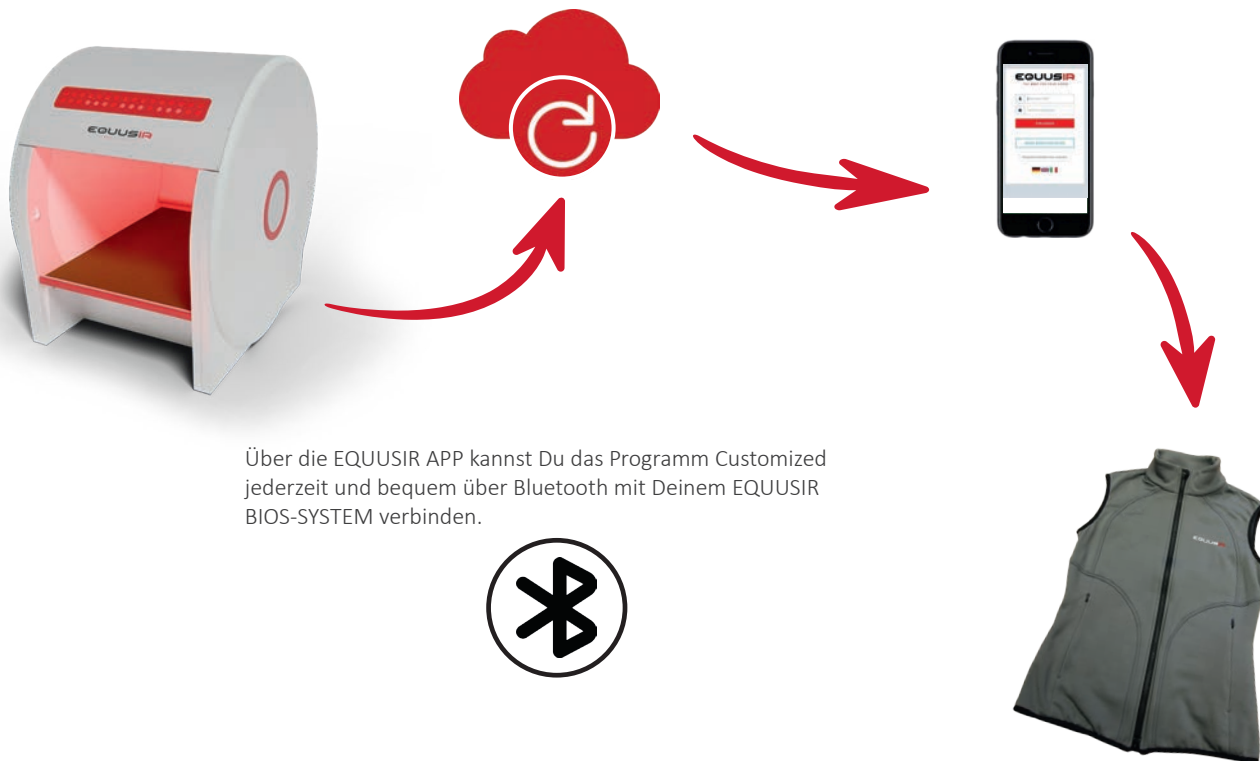 EQUUSIR
EQUUSIR
Über die EQUUSIR APP kannst Du das Programm Customized
jederzeit und bequem über Bluetooth mit Deinem EQUUSIR
BIOS-SYSTEM verbinden.
EQUUSIR